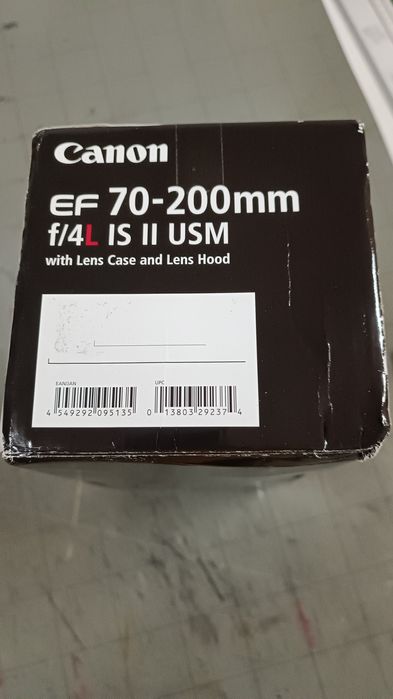 Canon
EF 70-200mm
f/4L IS II USM
with Lens Case and Lens Hood
EAN/JAN UPC
4 549292 095135 0 13803 29237 4